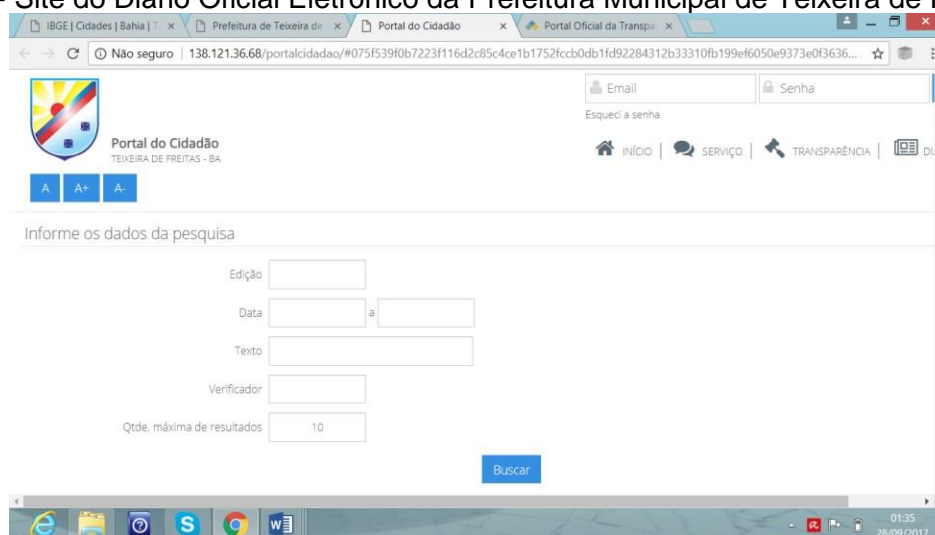 Site do Diário Oficial Eletrônico da Prefeitura Municipal de Teixeira de
IBGE | Cidades | Bahia | T
Prefeitura de Teixeira de
Portal do Cidadão
Portal Oficial da Transpa
Não seguro | 138.121.36.68/portalcidadao/#075f539f0b7223f116d2c85c4ce1b1752fccb0db1fd92284312b33310fb199ef6050e9373e0f3636...
Email
Senha
Esqueci a senha
Portal do Cidadão
TEIXEIRA DE FREITAS - BA
INÍCIO | SERVIÇO | TRANSPARÊNCIA |
A A+ A-
Informe os dados da pesquisa
Edição
Data a
Texto
Verificador
Qtde. máxima de resultados 10
Buscar
01:35
28/09/2017